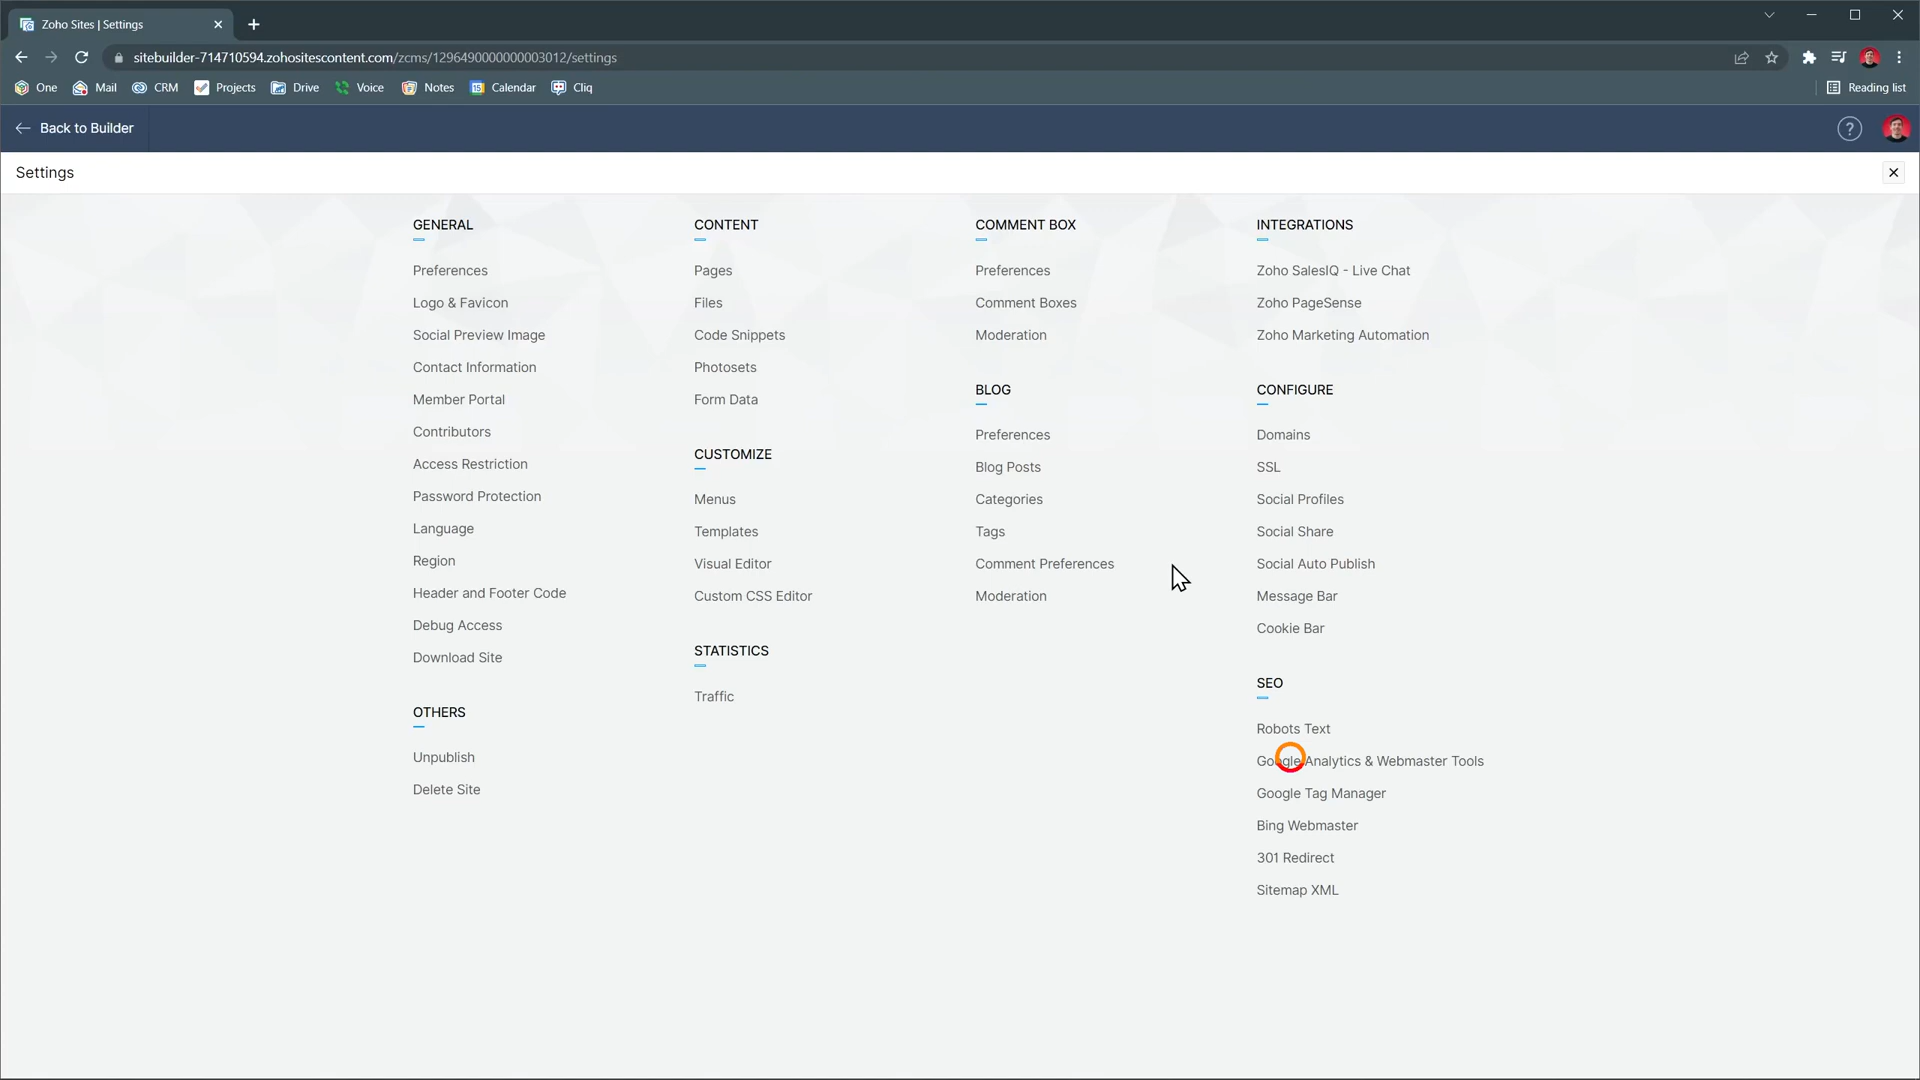 Zoho Sites | Settings
sitebuilder-714710594.zohositescontent.com/zcms/1296490000000003012/settings
One Mail CRM Projects Drive Voice Notes 15 Calendar Cliq Reading list
Back to Builder ?
Settings
GENERAL
Preferences
Logo & Favicon
Social Preview Image
Contact Information
Member Portal
Contributors
Access Restriction
Password Protection
Language
Region
Header and Footer Code
Debug Access
Download Site
OTHERS
Unpublish
Delete Site
CONTENT
Pages
Files
Code Snippets
Photosets
Form Data
CUSTOMIZE
Menus
Templates
Visual Editor
Custom CSS Editor
STATISTICS
Traffic
COMMENT BOX
Preferences
Comment Boxes
Moderation
BLOG
Preferences
Blog Posts
Categories
Tags
Comment Preferences
Moderation
INTEGRATIONS
Zoho SalesIQ - Live Chat
Zoho PageSense
Zoho Marketing Automation
CONFIGURE
Domains
SSL
Social Profiles
Social Share
Social Auto Publish
Message Bar
Cookie Bar
SEO
Robots Text
Google Analytics & Webmaster Tools
Google Tag Manager
Bing Webmaster
301 Redirect
Sitemap XML